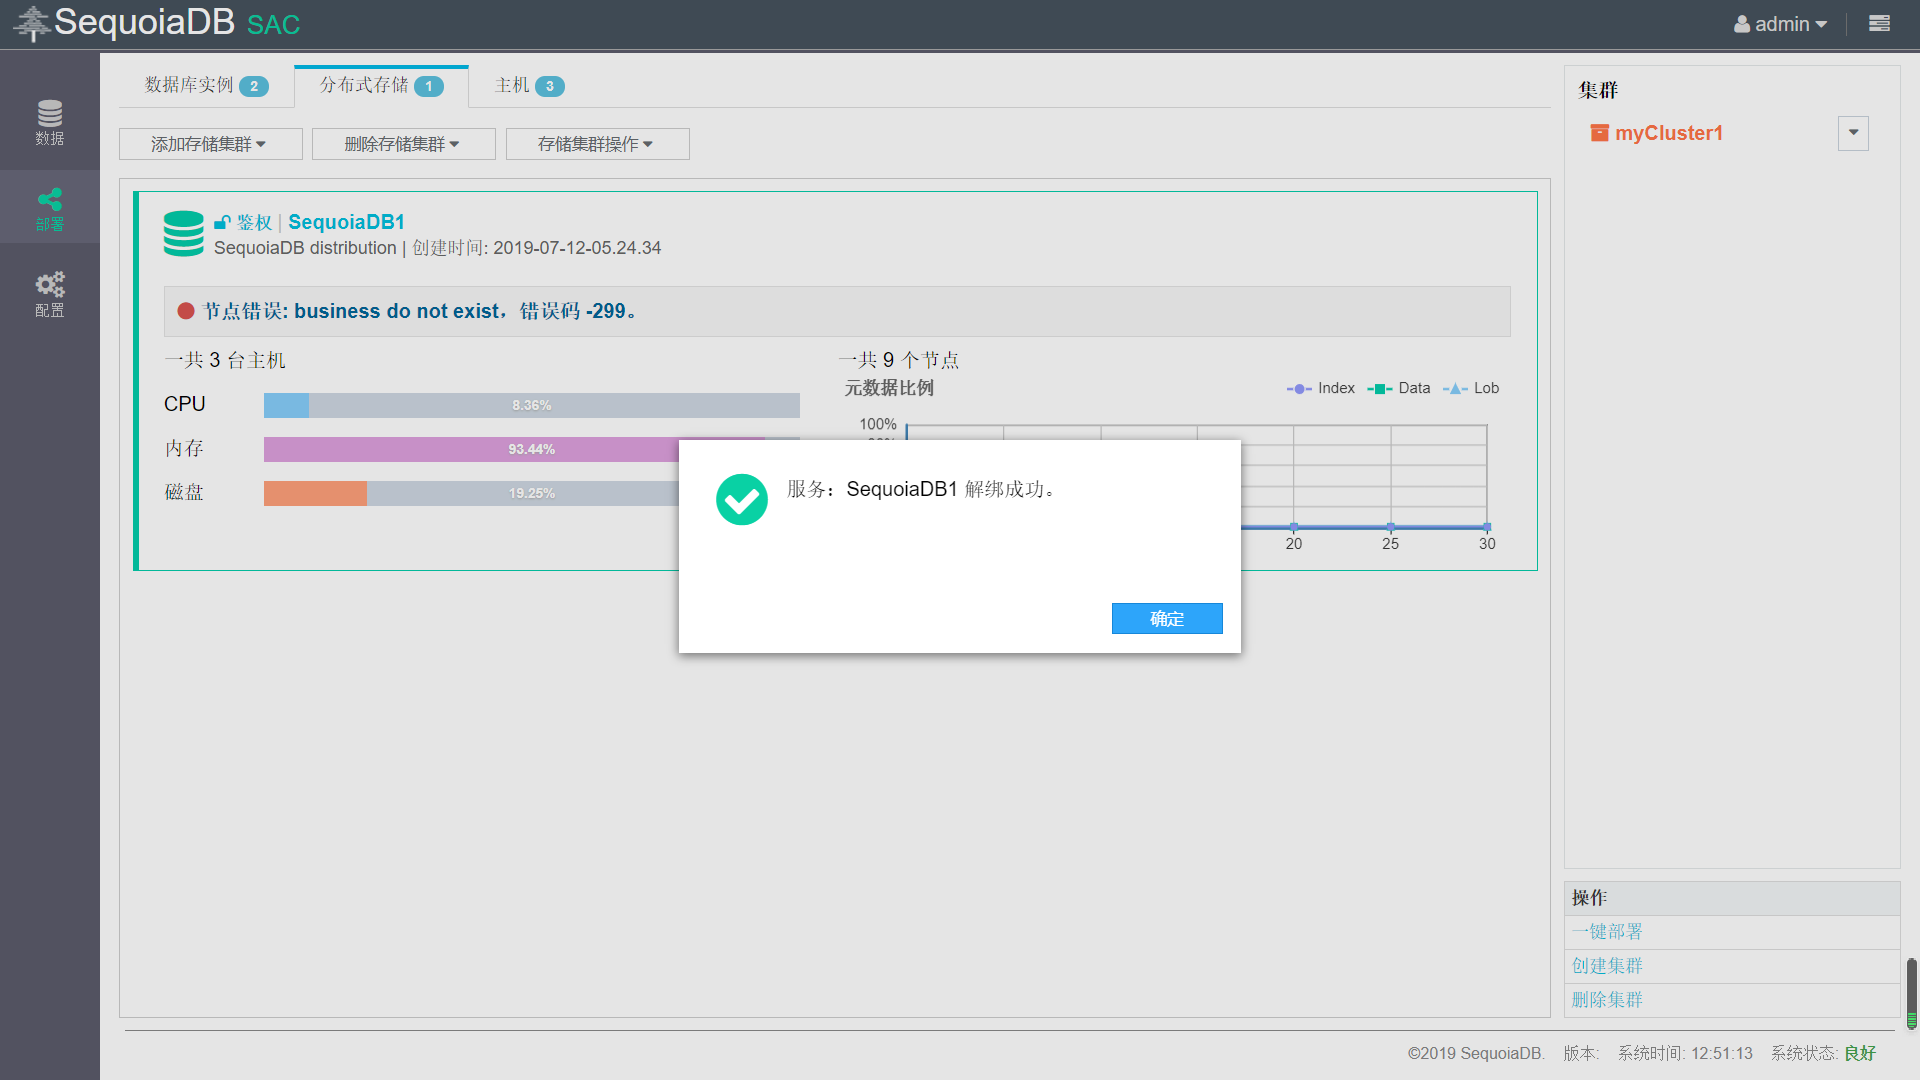 SequoiaDB SAC
admin
数据
部署
配置
数据库实例 2
分布式存储 1
主机 3
添加存储集群
删除存储集群
存储集群操作
鉴权 | SequoiaDB1
SequoiaDB distribution | 创建时间: 2019-07-12-05.24.34
节点错误: business do not exist，错误码 -299。
一共 3 台主机
CPU 8.36%
内存 93.44%
磁盘 19.25%
一共 9 个节点
元数据比例
Index Data Lob
100%
20 25 30
服务：SequoiaDB1 解绑成功。
确定
集群
myCluster1
操作
一键部署
创建集群
删除集群
©2019 SequoiaDB. 版本: 系统时间: 12:51:13 系统状态: 良好